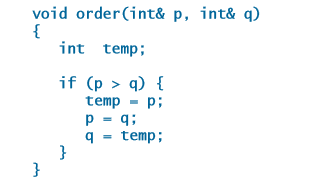 void order(int& p, int& q)
{
   int  temp;
   if (p > q) {
      temp = p;
      p = q;
      q = temp;
   }
}